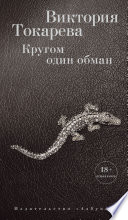 Виктория
Токарева
Кругом
один обман
18+
Издательство «Азбука»